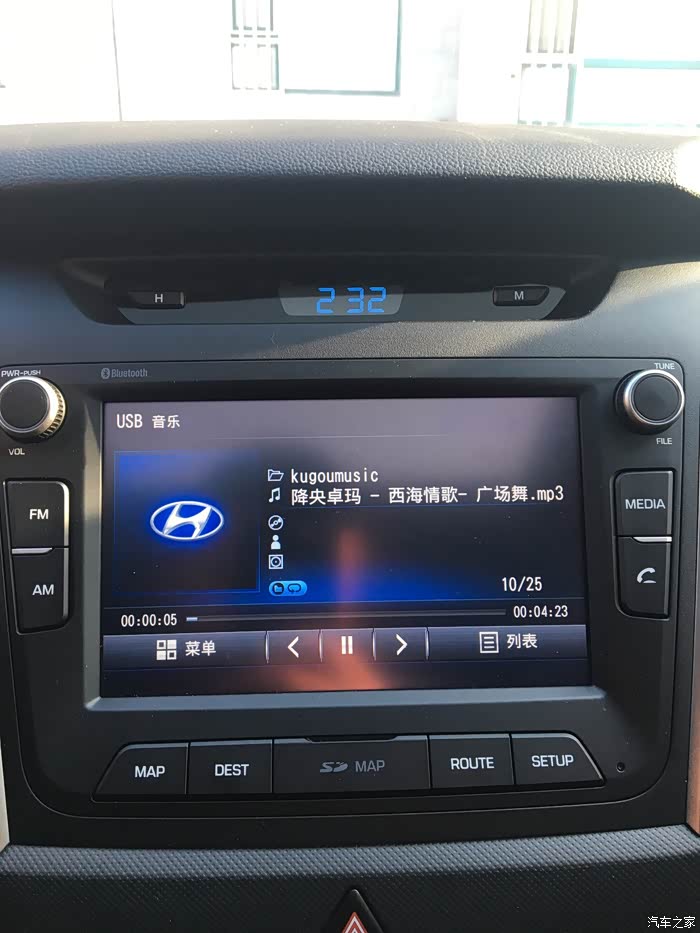 H
2 32
M
PWR-PUSH
Bluetooth
TUNE
VOL
FILE
USB 音乐
kugoumusic
降央卓玛 - 西海情歌- 广场舞.mp3
FM
MEDIA
AM
10/25
00:00:05
00:04:23
菜单
列表
MAP
DEST
SD MAP
ROUTE
SETUP
汽车之家